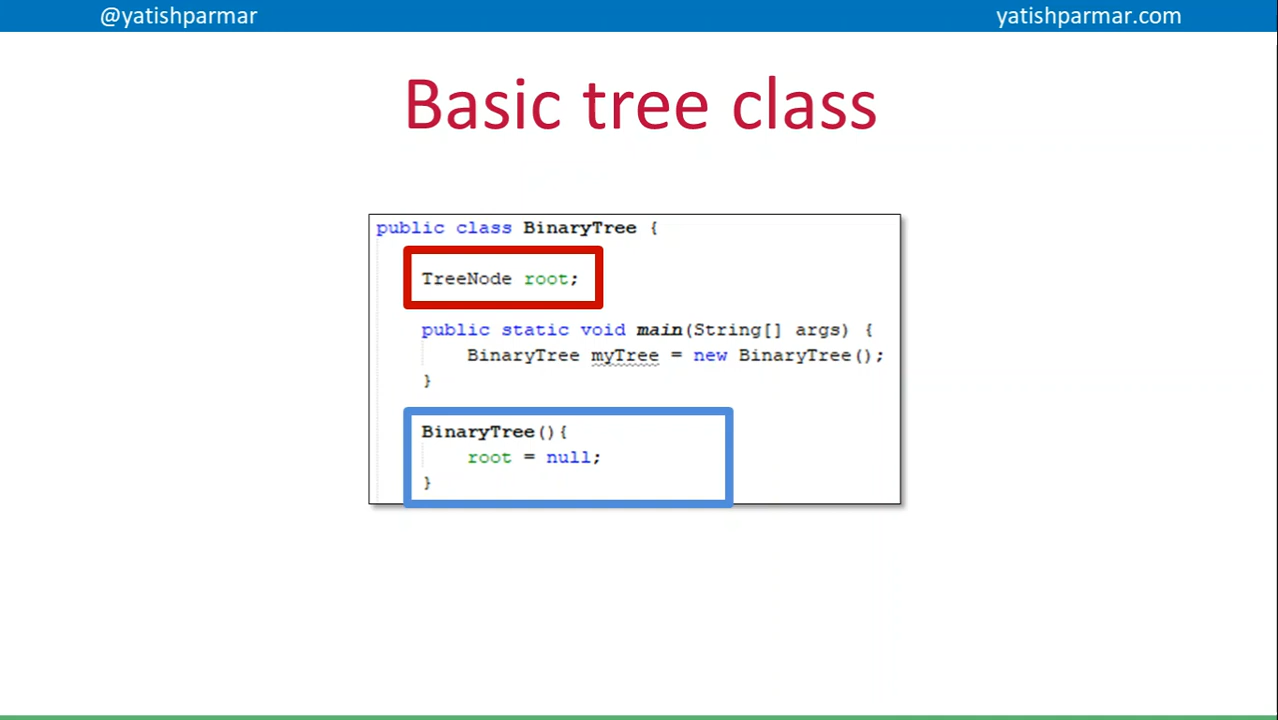 @yatishparmar
yatishparmar.com
Basic tree class
public class BinaryTree {
TreeNode root;
public static void main(String[] args) {
BinaryTree myTree = new BinaryTree();
}
BinaryTree(){
root = null;
}